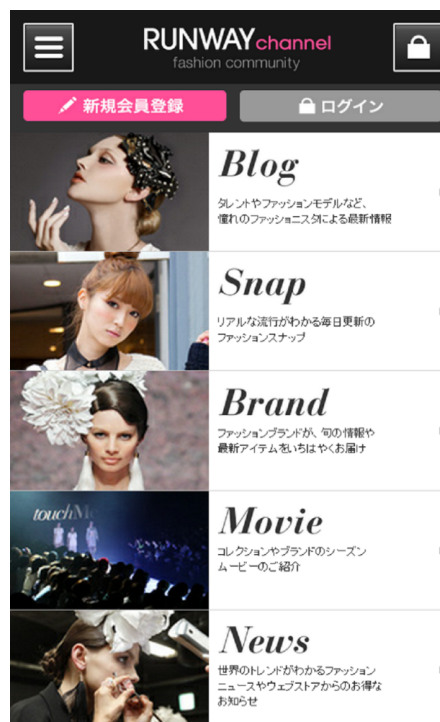 RUNWAY channel
fashion community
新規会員登録
ログイン
Blog
タレントやファッションモデルなど、
憧れのファッショニスタによる最新情報
Snap
リアルな流行がわかる毎日更新の
ファッションスナップ
Brand
ファッションブランドが、旬の情報や
最新アイテムをいちはやくお届け
touchMe
Movie
コレクションやブランドのシーズン
ムービーのご紹介
News
世界のトレンドがわかるファッション
ニュースやウェブストアからのお得な
お知らせ